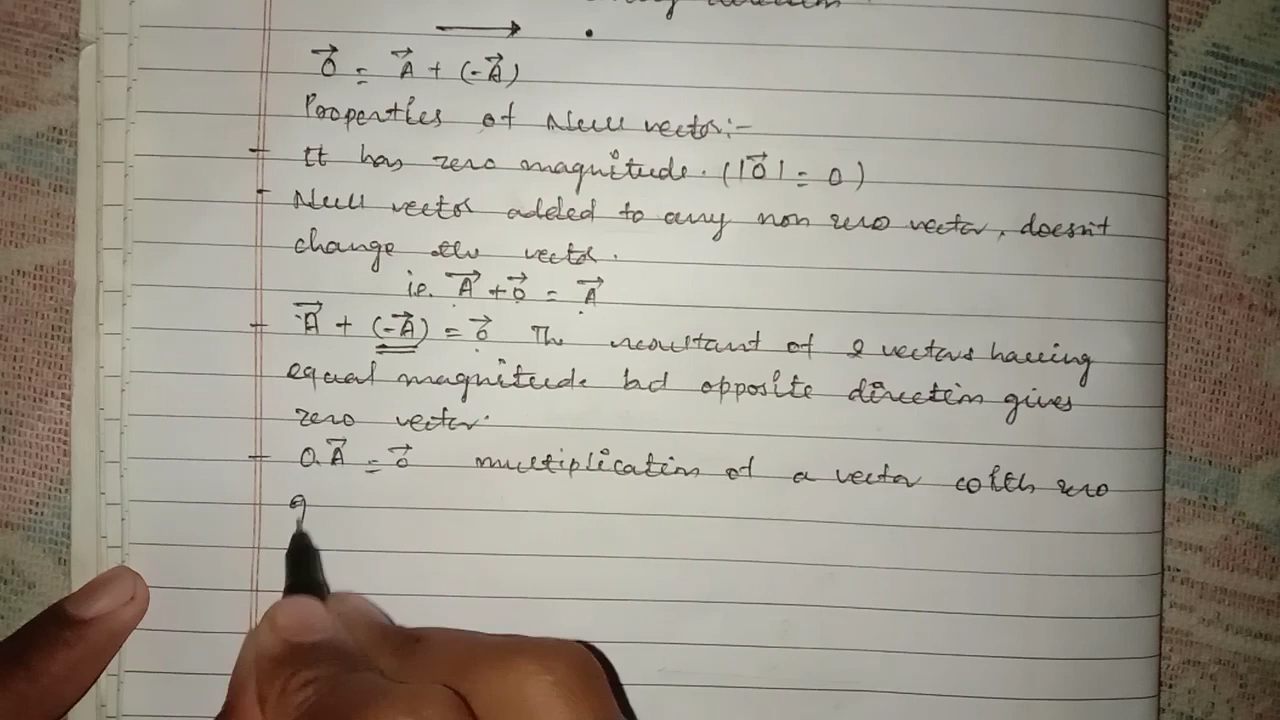 0⃗ = A⃗ + (-A⃗)
Properties of Null vector:-
- It has zero magnitude. (|0⃗| = 0)
- Null vector added to any non zero vector, doesn't
change the vector.
ie. A⃗ + 0⃗ = A⃗
- A⃗ + (-A⃗) = 0⃗ The resultant of 2 vectors having
equal magnitude bd opposite direction gives
zero vector.
- 0.A⃗ = 0⃗ multiplication of a vector with zero
g